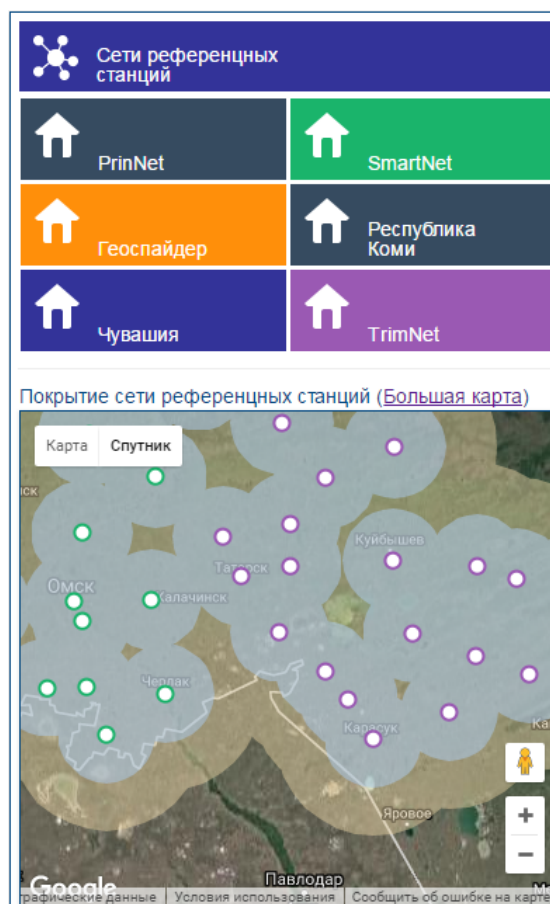 Сети референцных
станций
PrinNet
SmartNet
Геоспайдер
Республика
Коми
Чувашия
TrimNet
Покрытие сети референцных станций (Большая карта)
Карта
Спутник
Куйбышев
Татарск
Омск
Калачинск
Черлак
Карасук
Яровое
Павлодар
Google
Условия использования
Сообщить об ошибке на карте